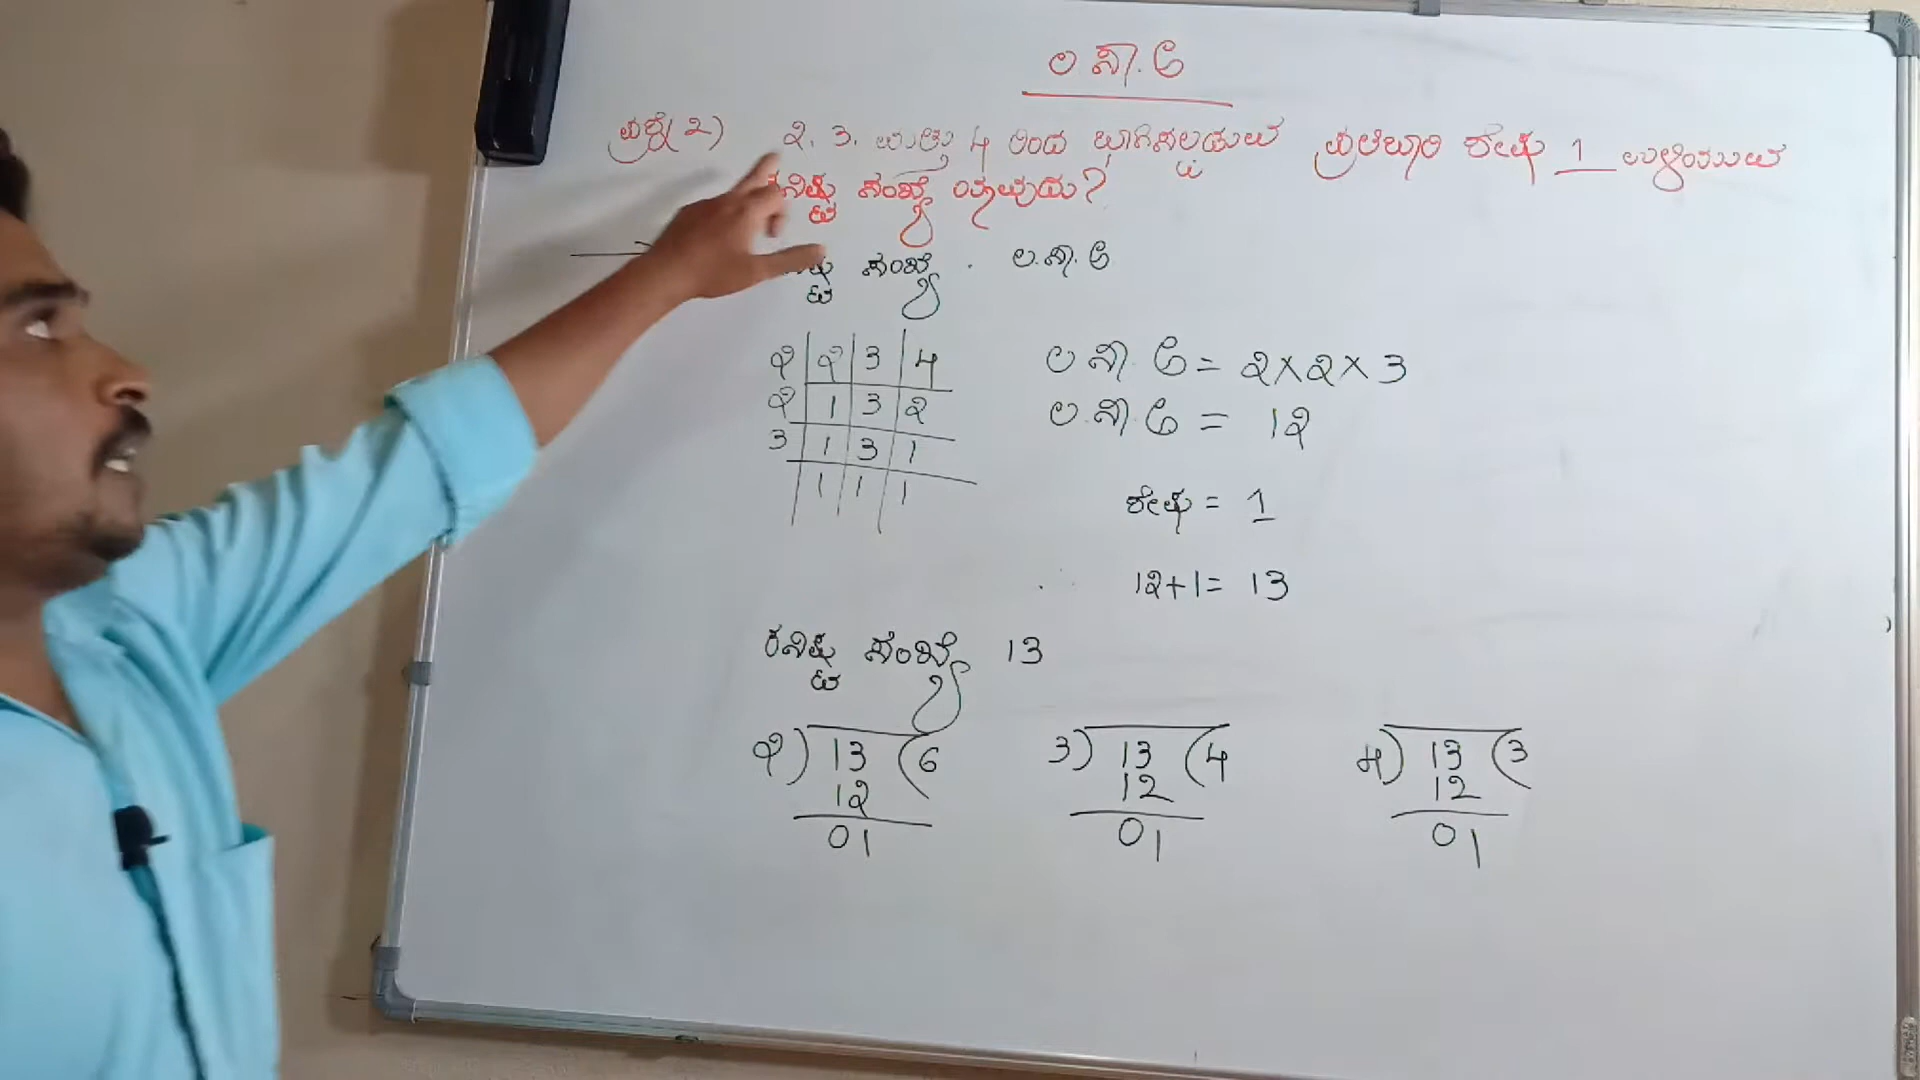 ಲ.ಸಾ.ಅ
ಪ್ರಶ್ನೆ(2) 2, 3, ಮತ್ತು 4 ರಿಂದ ಭಾಗಿಸಲ್ಪಡುವ ಪ್ರತಿಬಾರಿ ಶೇಷ 1 ಉಳಿಯುವ
ಕನಿಷ್ಟ ಸಂಖ್ಯೆ ಯಾವುದು?
ಸಂಖ್ಯೆ . ಲ.ಸಾ.ಅ
2 | 2 | 3 | 4
2 | 1 | 3 | 2
3 | 1 | 3 | 1
| 1 | 1 | 1
ಲ.ಸಾ.ಅ = 2×2×3
ಲ.ಸಾ.ಅ = 12
ಶೇಷ = 1
12+1= 13
ಕನಿಷ್ಟ ಸಂಖ್ಯೆ 13
2) 13 (6
12
01
3) 13 (4
12
01
4) 13 (3
12
01